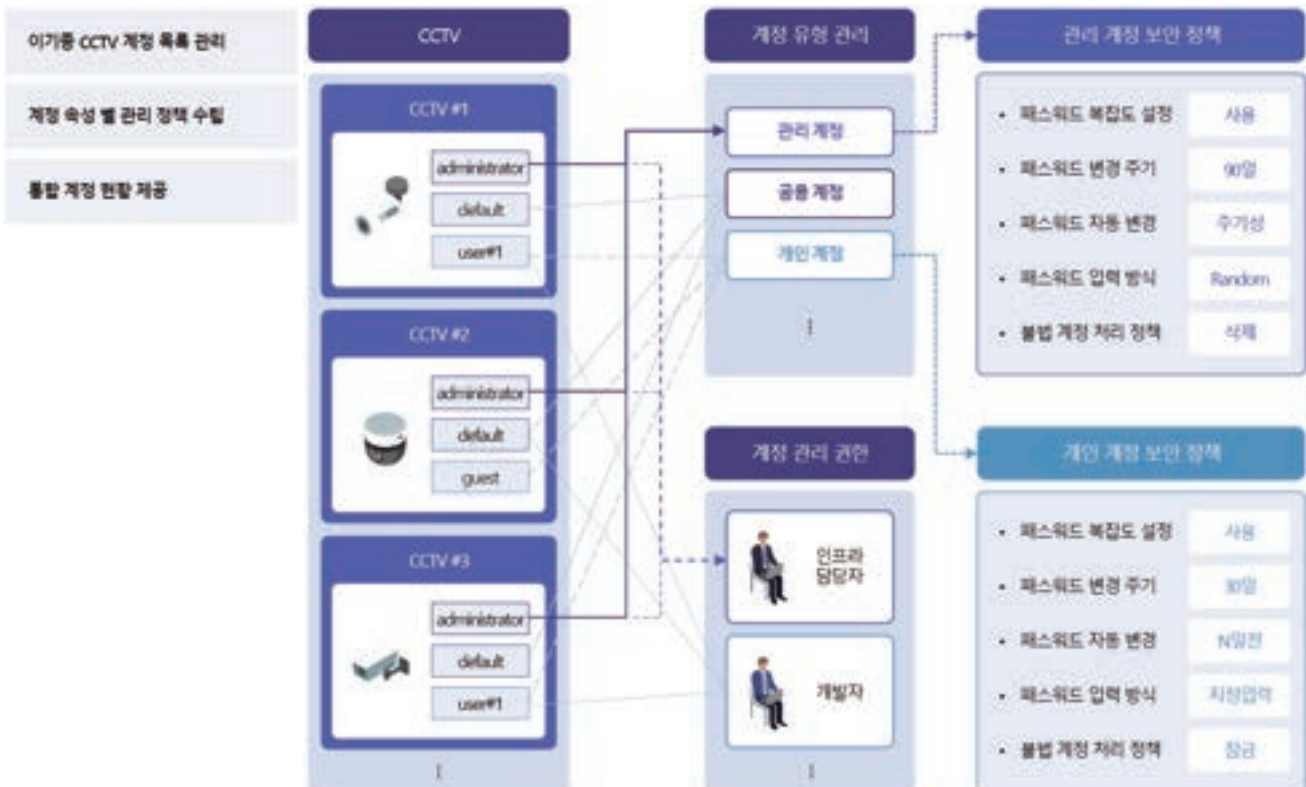 이기종 CCTV 계정 목록 관리
계정 속성 별 관리 정책 수립
통합 계정 현황 제공
CCTV
CCTV #1
administrator
default
user#1
CCTV #2
administrator
default
guest
CCTV #3
administrator
default
user#1
계정 유형 관리
관리 계정
공용 계정
개인 계정
계정 관리 권한
인프라
담당자
개발자
관리 계정 보안 정책
• 패스워드 복잡도 설정 사용
• 패스워드 변경 주기 90일
• 패스워드 자동 변경 주기성
• 패스워드 입력 방식 Random
• 불법 계정 처리 정책 삭제
개인 계정 보안 정책
• 패스워드 복잡도 설정 사용
• 패스워드 변경 주기 30일
• 패스워드 자동 변경 N일전
• 패스워드 입력 방식 지정입력
• 불법 계정 처리 정책 잠금